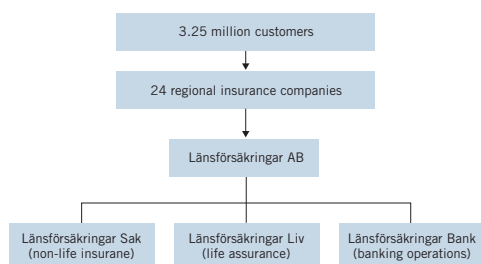 3.25 million customers
24 regional insurance companies
Länsförsäkringar AB
Länsförsäkringar Sak
(non-life insurane)
Länsförsäkringar Liv
(life assurance)
Länsförsäkringar Bank
(banking operations)